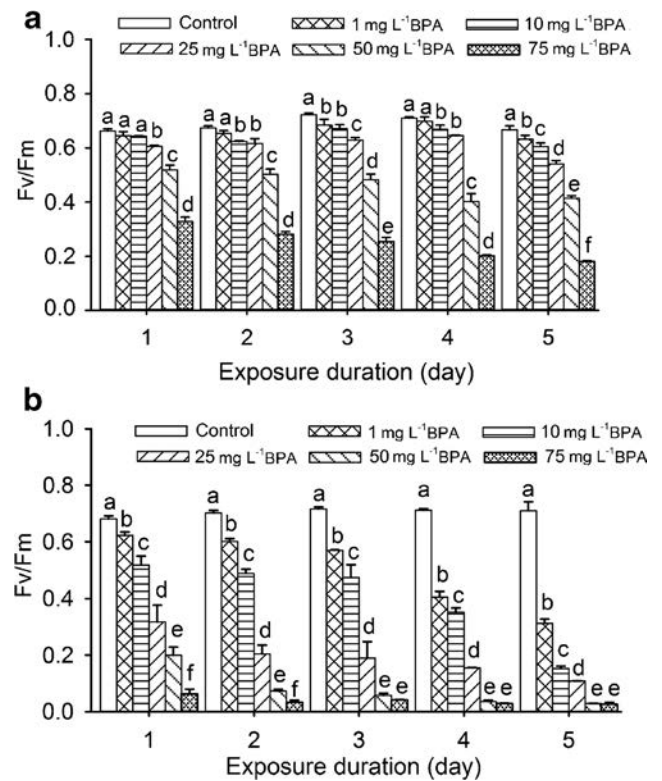 a
Control 1 mg L⁻¹BPA 10 mg L⁻¹BPA
25 mg L⁻¹BPA 50 mg L⁻¹BPA 75 mg L⁻¹BPA
1.0
0.8
0.6
0.4
0.2
0.0
Fv/Fm
a a a b c d
a a b b c d
a b b c d e
a a b b c d
a b c d e f
1 2 3 4 5
Exposure duration (day)
b
Control 1 mg L⁻¹BPA 10 mg L⁻¹BPA
25 mg L⁻¹BPA 50 mg L⁻¹BPA 75 mg L⁻¹BPA
1.0
0.8
0.6
0.4
0.2
0.0
Fv/Fm
a b c d e f
a b c d e f
a b c d e e
a b c d e e
a b c d e e
1 2 3 4 5
Exposure duration (day)